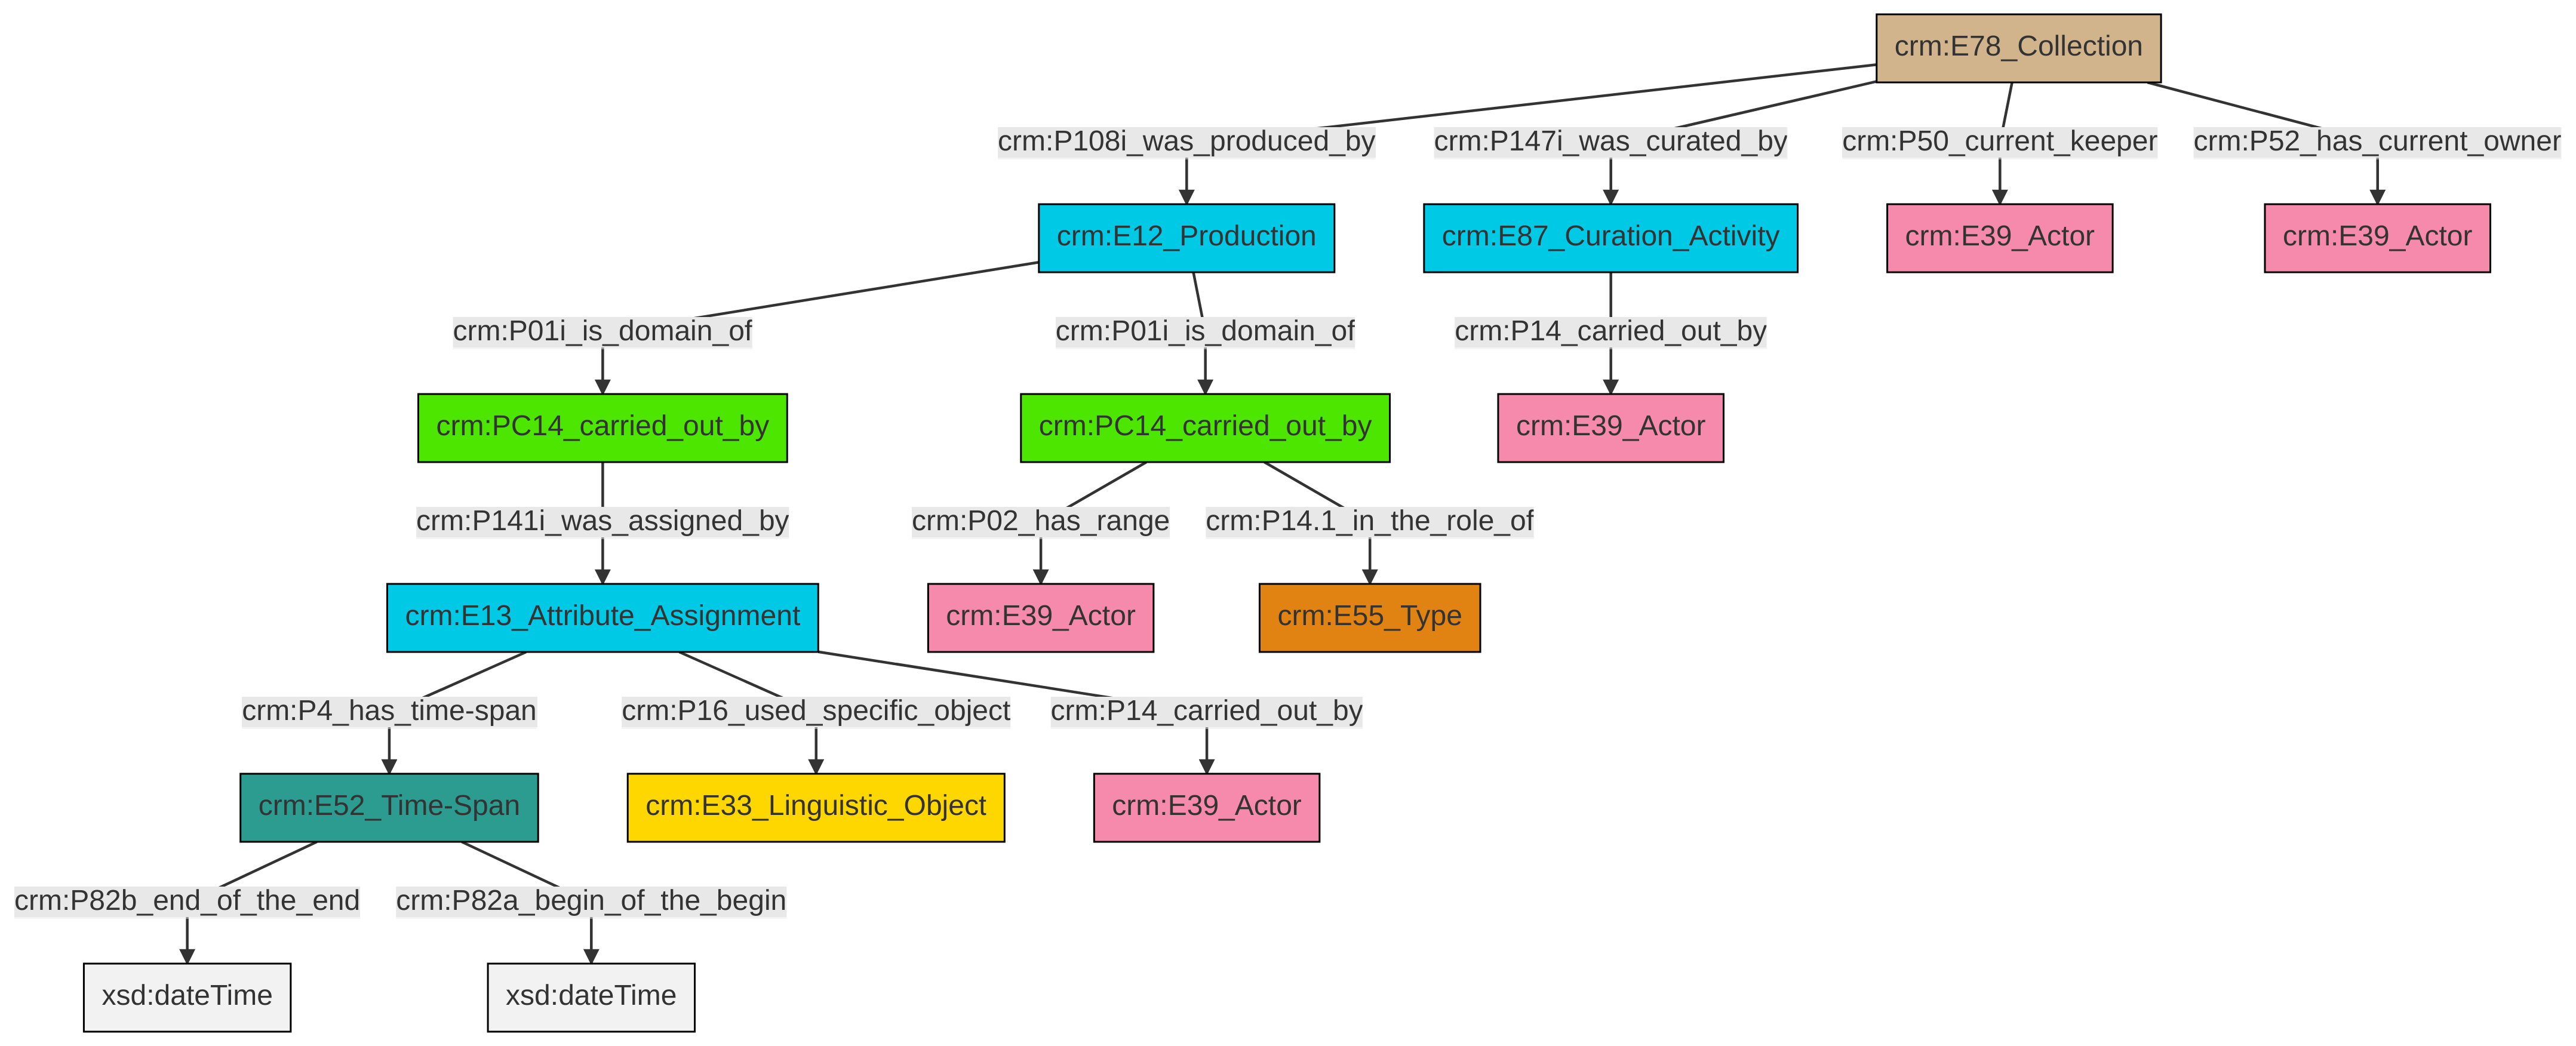 crm:E78_Collection
crm:P108i_was_produced_by
crm:P147i_was_curated_by
crm:P50_current_keeper
crm:P52_has_current_owner
crm:E12_Production
crm:E87_Curation_Activity
crm:E39_Actor
crm:E39_Actor
crm:P01i_is_domain_of
crm:P01i_is_domain_of
crm:P14_carried_out_by
crm:PC14_carried_out_by
crm:PC14_carried_out_by
crm:E39_Actor
crm:P141i_was_assigned_by
crm:P02_has_range
crm:P14.1_in_the_role_of
crm:E13_Attribute_Assignment
crm:E39_Actor
crm:E55_Type
crm:P4_has_time-span
crm:P16_used_specific_object
crm:P14_carried_out_by
crm:E52_Time-Span
crm:E33_Linguistic_Object
crm:E39_Actor
crm:P82b_end_of_the_end
crm:P82a_begin_of_the_begin
xsd:dateTime
xsd:dateTime